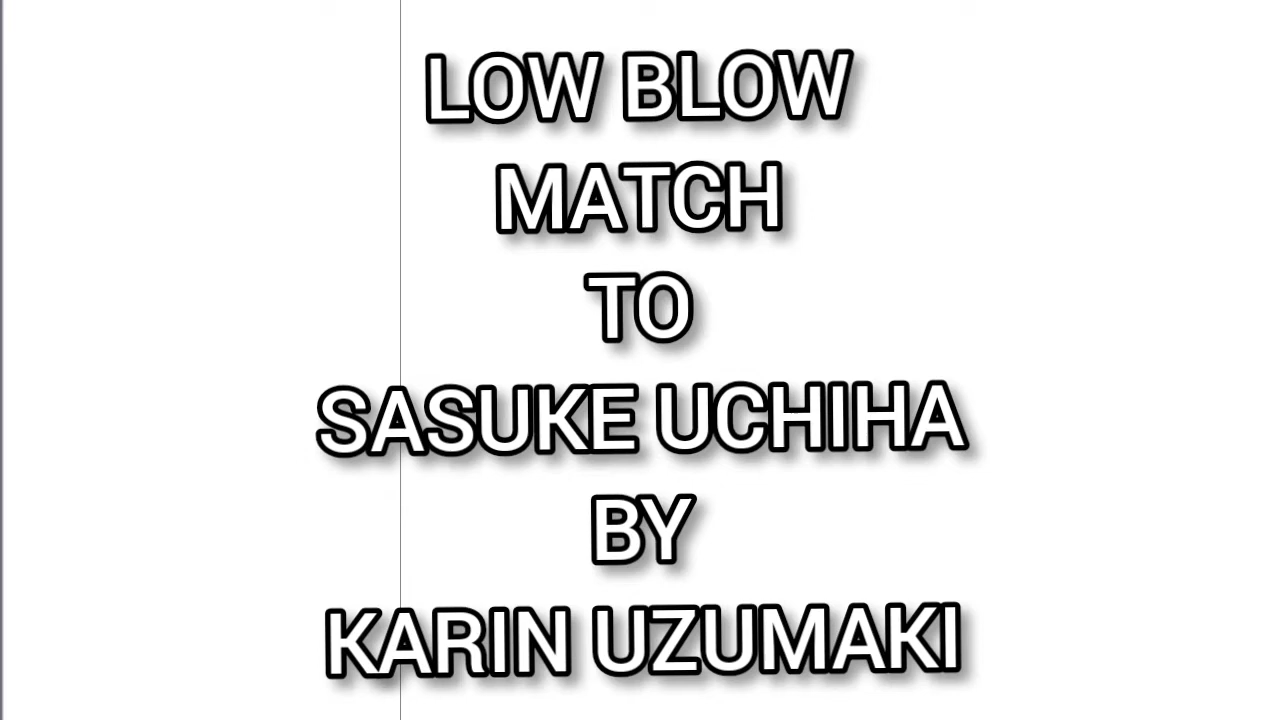 LOW BLOW
MATCH
TO
SASUKE UCHIHA
BY
KARIN UZUMAKI